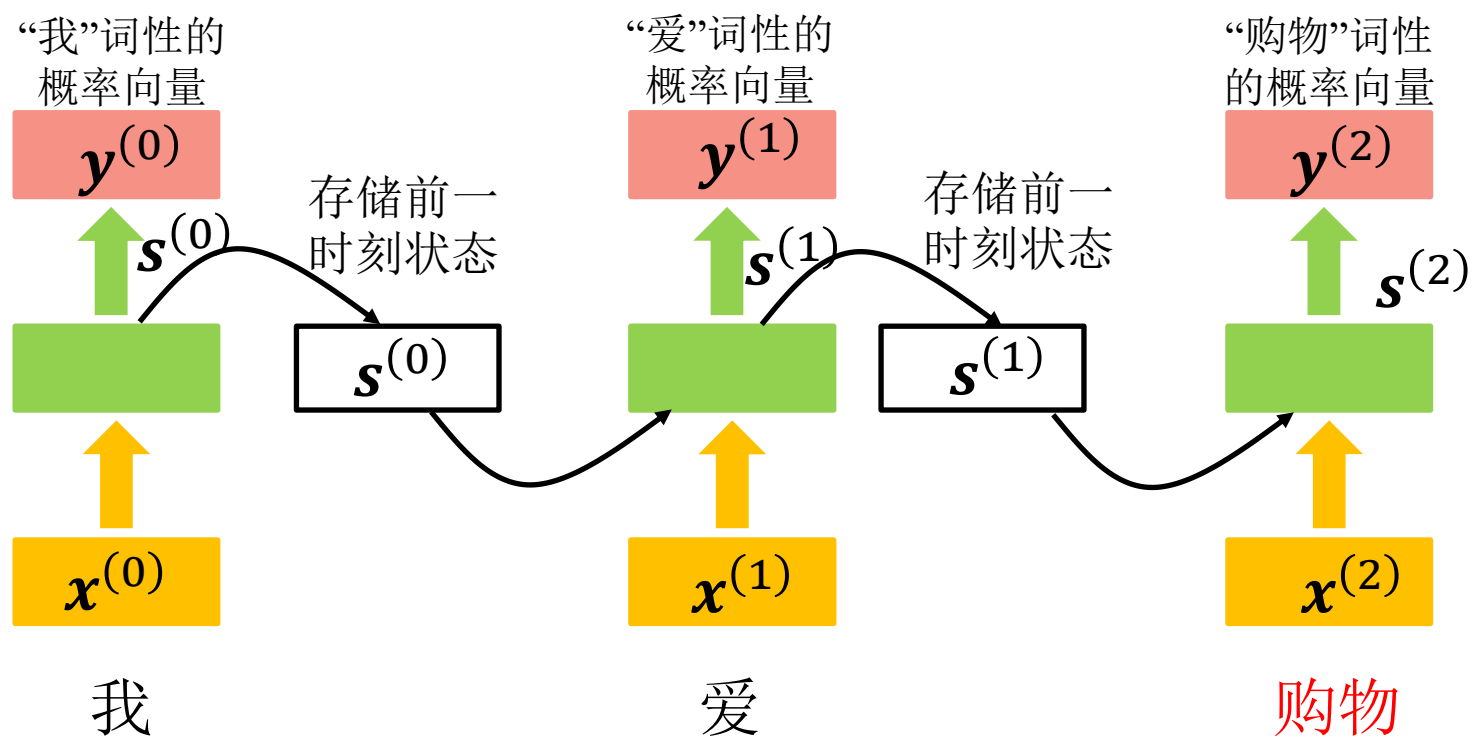 “我”词性的
概率向量
“爱”词性的
概率向量
“购物”词性
的概率向量
y(0)
y(1)
y(2)
s(0)
存储前一
时刻状态
s(1)
存储前一
时刻状态
s(2)
s(0)
s(1)
x(0)
x(1)
x(2)
我
爱
购物